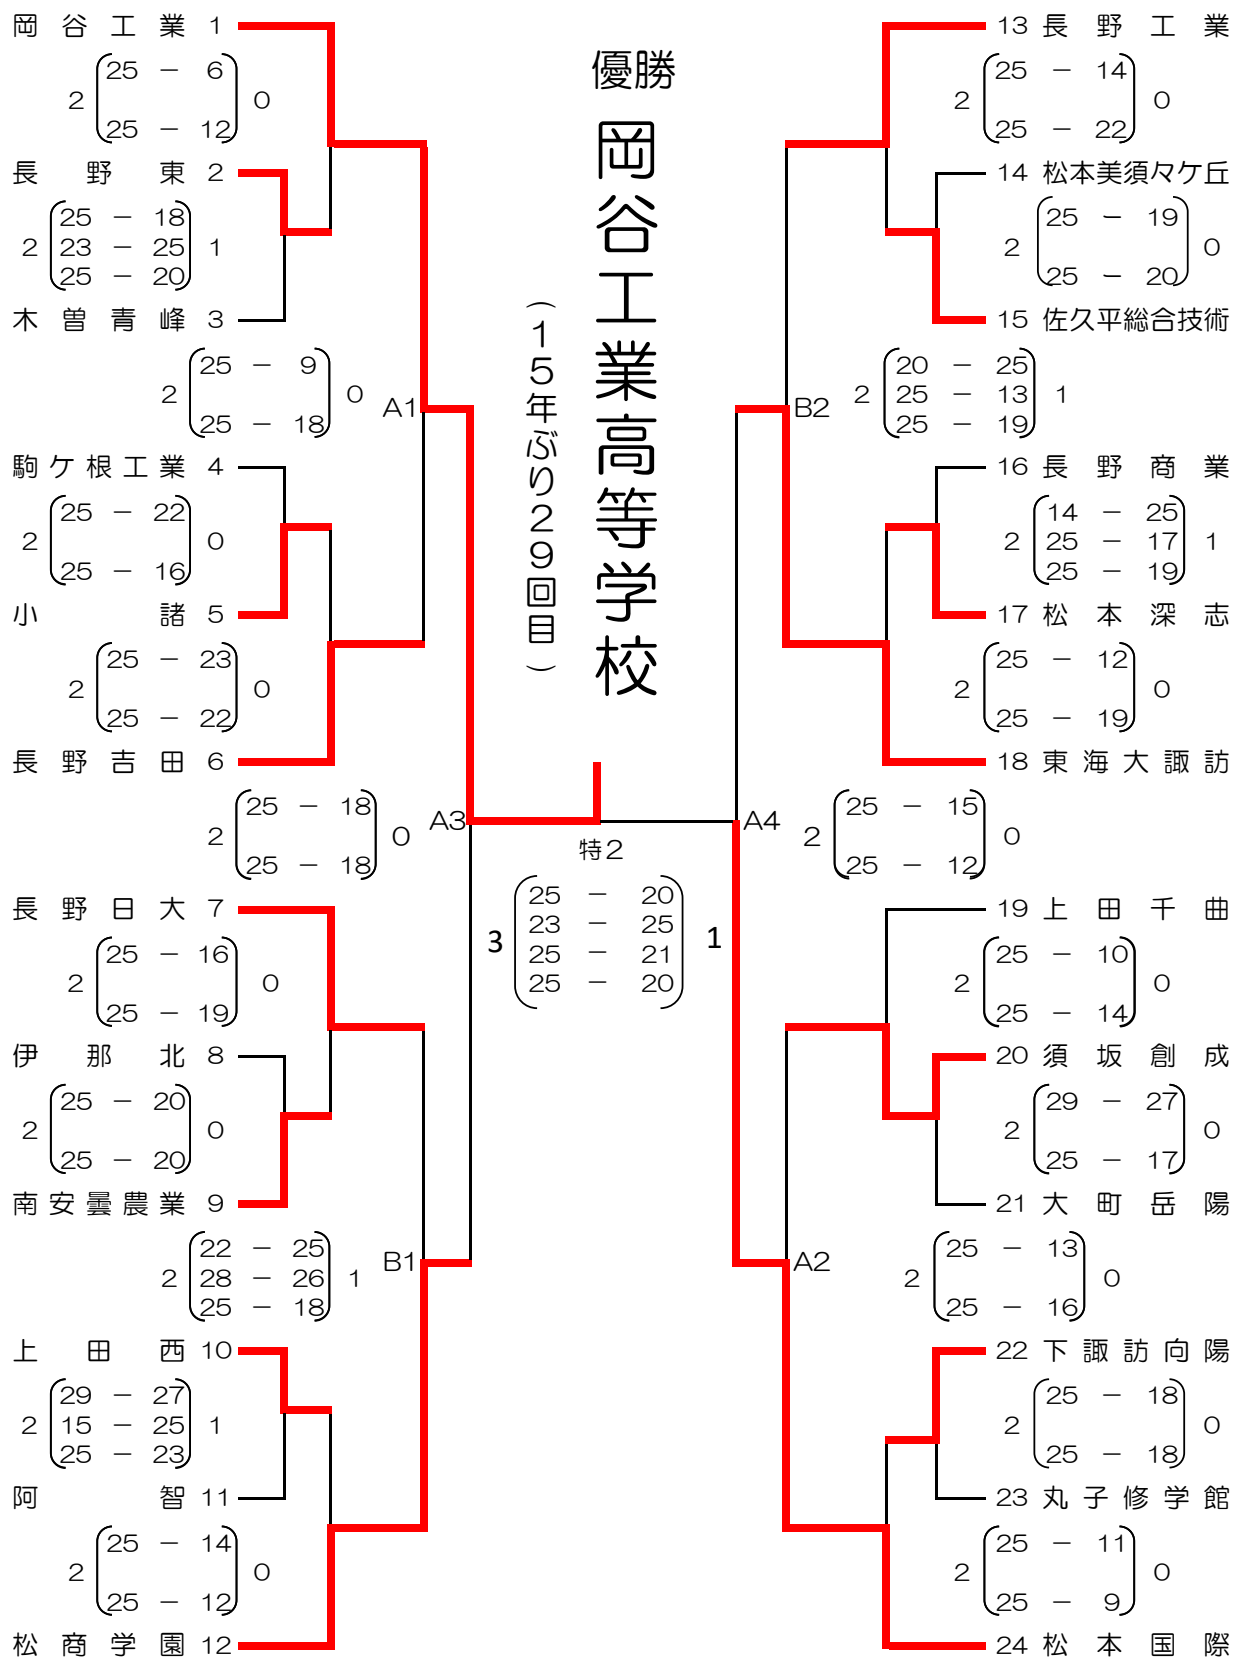 優勝
岡谷工業高等学校
（15年ぶり29回目）
岡谷工業 1
2 25 － 6 0
25 － 12
長野東 2
25 － 18
2 23 － 25 1
25 － 20
木曽青峰 3
2 25 － 9 0
25 － 18
A1
駒ケ根工業 4
2 25 － 22 0
25 － 16
小諸 5
2 25 － 23 0
25 － 22
長野吉田 6
2 25 － 18 0
25 － 18
A3
長野日大 7
2 25 － 16 0
25 － 19
伊那北 8
2 25 － 20 0
25 － 20
南安曇農業 9
22 － 25
2 28 － 26 1
25 － 18
B1
上田西 10
29 － 27
2 15 － 25 1
25 － 23
阿智 11
2 25 － 14 0
25 － 12
松商学園 12
特2
25 － 20
3 23 － 25 1
25 － 21
25 － 20
13 長野工業
2 25 － 14 0
25 － 22
14 松本美須々ケ丘
2 25 － 19 0
25 － 20
15 佐久平総合技術
20 － 25
2 25 － 13 1
25 － 19
B2
16 長野商業
14 － 25
2 25 － 17 1
25 － 19
17 松本深志
2 25 － 12 0
25 － 19
18 東海大諏訪
A4
2 25 － 15 0
25 － 12
19 上田千曲
2 25 － 10 0
25 － 14
20 須坂創成
2 29 － 27 0
25 － 17
21 大町岳陽
A2
2 25 － 13 0
25 － 16
22 下諏訪向陽
2 25 － 18 0
25 － 18
23 丸子修学館
2 25 － 11 0
25 － 9
24 松本国際